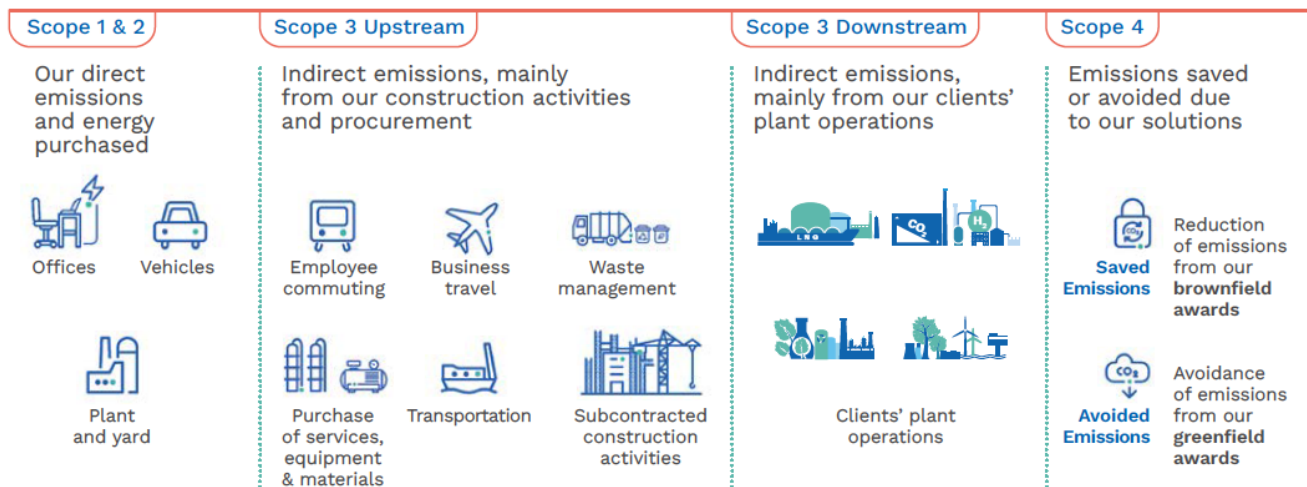 Scope 1 & 2
Our direct
emissions
and energy
purchased
Offices
Vehicles
Plant
and yard
Scope 3 Upstream
Indirect emissions, mainly
from our construction activities
and procurement
Employee
commuting
Business
travel
Waste
management
Purchase
of services,
equipment
& materials
Transportation
Subcontracted
construction
activities
Scope 3 Downstream
Indirect emissions,
mainly from our clients’
plant operations
LNG
CO₂
H₂
Clients’ plant
operations
Scope 4
Emissions saved
or avoided due
to our solutions
CO₂
Saved
Emissions
Reduction
of emissions
from our
brownfield
awards
CO₂
Avoided
Emissions
Avoidance
of emissions
from our
greenfield
awards